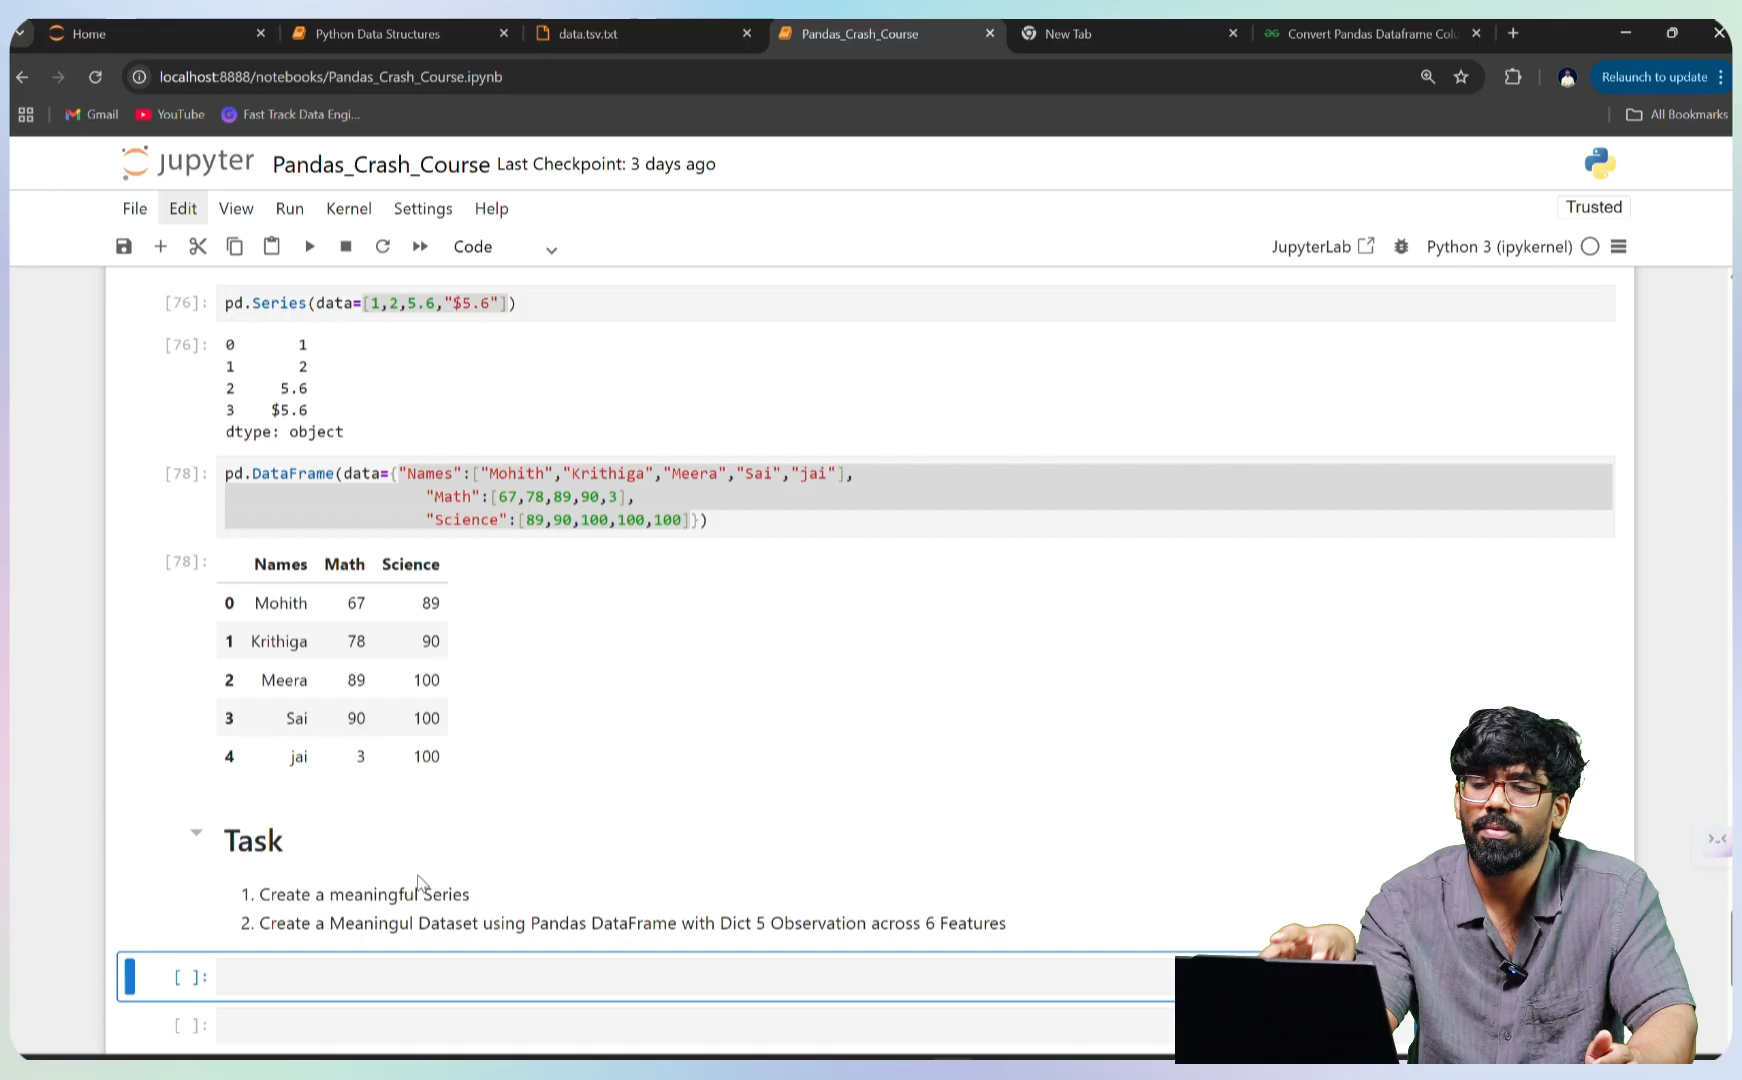 Home
Python Data Structures
data.tsv.txt
Pandas_Crash_Course
New Tab
Convert Pandas Dataframe Colu
localhost:8888/notebooks/Pandas_Crash_Course.ipynb
Relaunch to update
Gmail
YouTube
Fast Track Data Engi...
All Bookmarks
jupyter
Pandas_Crash_Course Last Checkpoint: 3 days ago
File Edit View Run Kernel Settings Help
Trusted
Code
JupyterLab
Python 3 (ipykernel)
[76]: pd.Series(data=[1,2,5.6,"$5.6"])
[76]: 0 1
1 2
2 5.6
3 $5.6
dtype: object
[78]: pd.DataFrame(data={"Names":["Mohith","Krithiga","Meera","Sai","jai"],
"Math":[67,78,89,90,3],
"Science":[89,90,100,100,100]})
[78]: Names Math Science
0 Mohith 67 89
1 Krithiga 78 90
2 Meera 89 100
3 Sai 90 100
4 jai 3 100
Task
1. Create a meaningful Series
2. Create a Meaningul Dataset using Pandas DataFrame with Dict 5 Observation across 6 Features
[ ]:
[ ]: